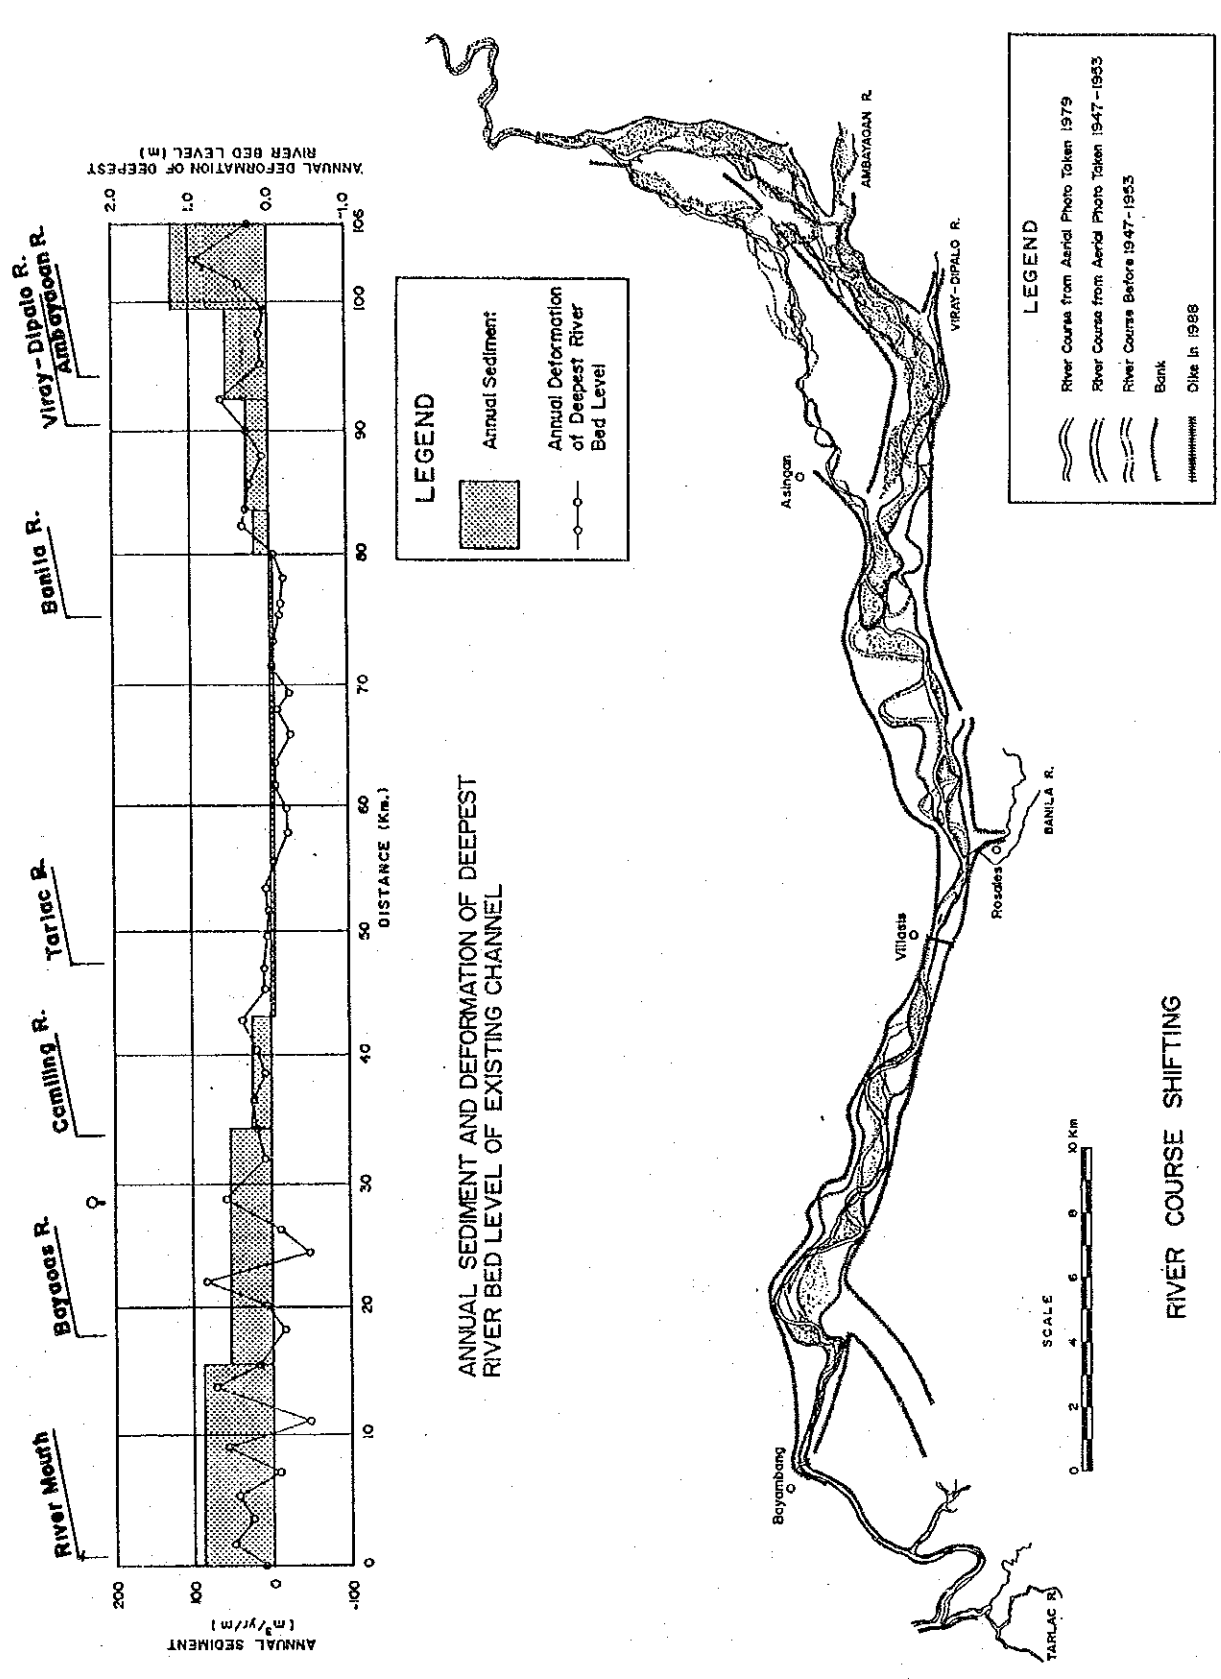 River Mouth
Bayaoas R.
Camiling R.
Tarlac R.
Banila R.
Viray-Dipalo R.
Ambayaoan R.
ANNUAL SEDIMENT
(m³/yr/m)
200
100
0
-100
ANNUAL DEFORMATION OF DEEPEST
RIVER BED LEVEL (m)
2.0
1.0
0.0
-1.0
0
10
20
30
40
50
60
70
80
90
100
106
DISTANCE (Km.)
LEGEND
Annual Sediment
Annual Deformation
of Deepest River
Bed Level
ANNUAL SEDIMENT AND DEFORMATION OF DEEPEST
RIVER BED LEVEL OF EXISTING CHANNEL
Bayambang
Villasis
Asingan
Rosales
TARLAC R.
BANILA R.
VIRAY-DIPALO R.
AMBAYAOAN R.
SCALE
0
2
4
6
8
10 Km
LEGEND
River Course from Aerial Photo Taken 1979
River Course from Aerial Photo Taken 1947-1953
River Course Before 1947-1953
Bank
Dike in 1988
RIVER COURSE SHIFTING